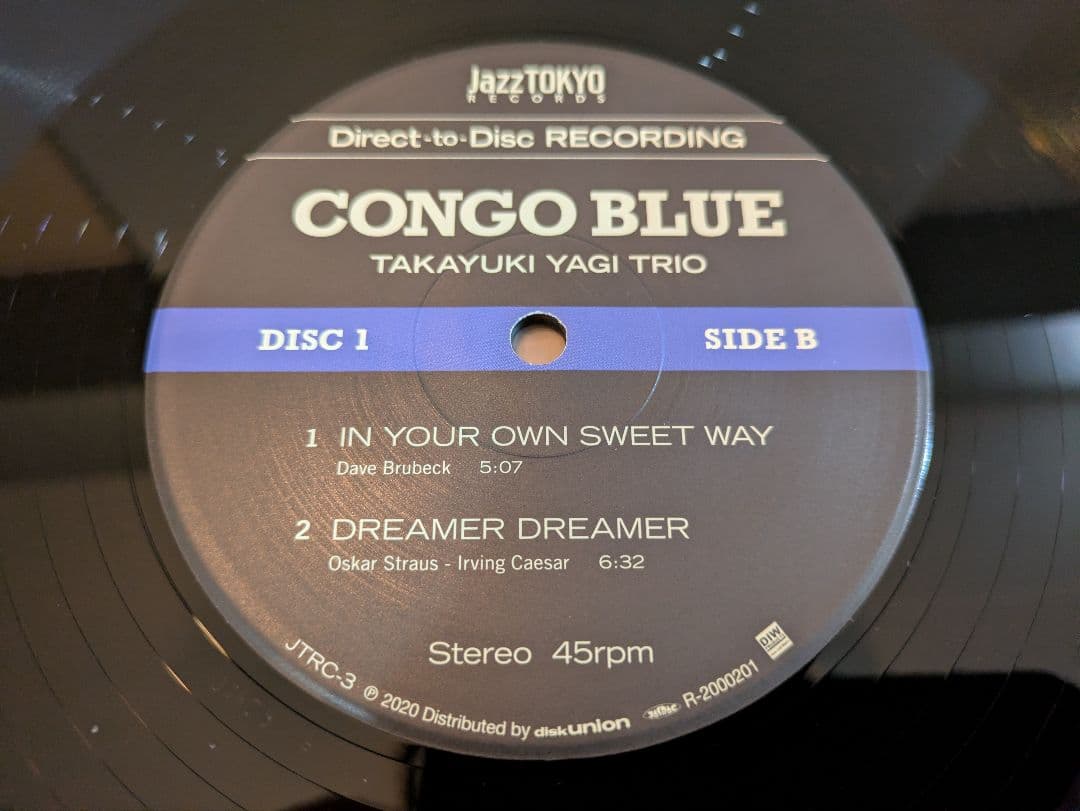 JazzTOKYO
RECORDS
Direct-to-Disc RECORDING
CONGO BLUE
TAKAYUKI YAGI TRIO
DISC 1 SIDE B
1 IN YOUR OWN SWEET WAY
Dave Brubeck 5:07
2 DREAMER DREAMER
Oskar Straus - Irving Caesar 6:32
Stereo 45rpm
JTRC-3 ℗ 2020 Distributed by diskunion R-2000201
DIW